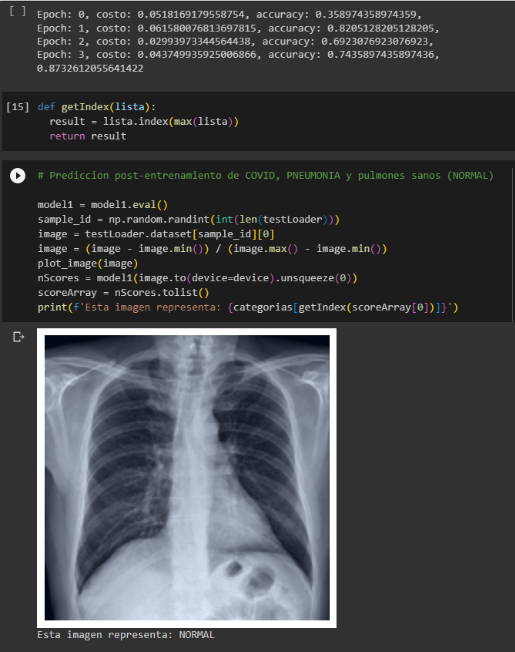 [ ] Epoch: 0, costo: 0.0518169179558754, accuracy: 0.358974358974359,
Epoch: 1, costo: 0.061580076813697815, accuracy: 0.8205128205128205,
Epoch: 2, costo: 0.02993973344564438, accuracy: 0.6923076923076923,
Epoch: 3, costo: 0.043749935925006866, accuracy: 0.7435897435897436,
0.8732612055641422
[15] def getIndex(lista):
result = lista.index(max(lista))
return result
# Prediccion post-entrenamiento de COVID, PNEUMONIA y pulmones sanos (NORMAL)
model1 = model1.eval()
sample_id = np.random.randint(int(len(testLoader)))
image = testLoader.dataset[sample_id][0]
image = (image - image.min()) / (image.max() - image.min())
plot_image(image)
nScores = model1(image.to(device=device).unsqueeze(0))
scoreArray = nScores.tolist()
print(f'Esta imagen representa: {categorias[getIndex(scoreArray[0])]}')
Esta imagen representa: NORMAL